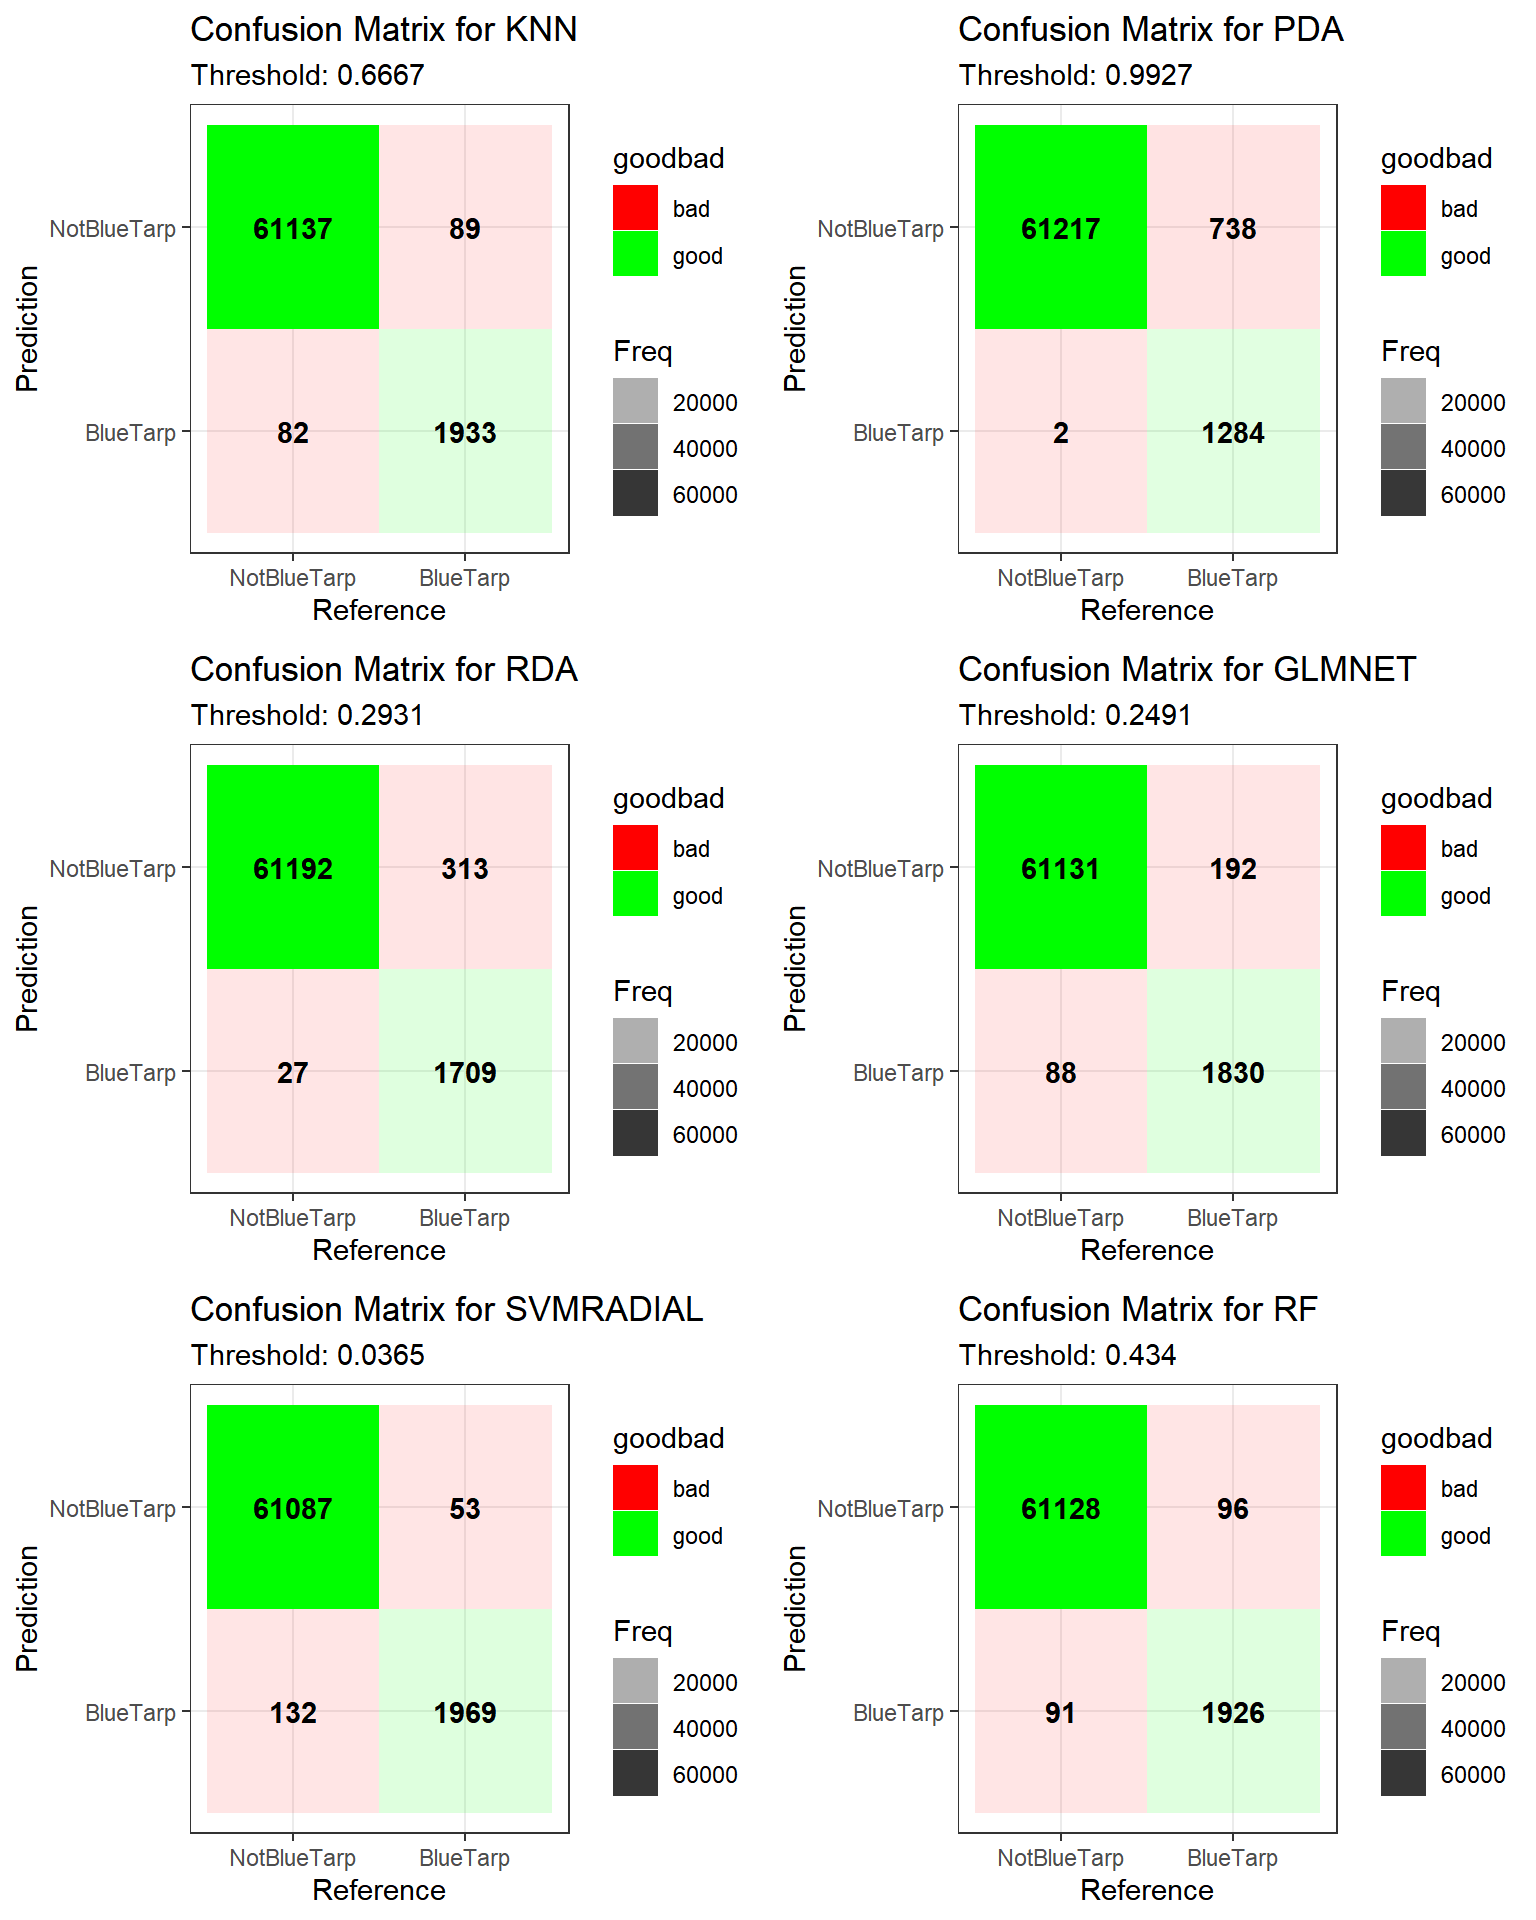 Confusion Matrix for KNN
Threshold: 0.6667
NotBlueTarp
BlueTarp
Prediction
61137 89
82 1933
NotBlueTarp BlueTarp
Reference
goodbad
bad
good
Freq
20000
40000
60000
Confusion Matrix for PDA
Threshold: 0.9927
NotBlueTarp
BlueTarp
Prediction
61217 738
2 1284
NotBlueTarp BlueTarp
Reference
goodbad
bad
good
Freq
20000
40000
60000
Confusion Matrix for RDA
Threshold: 0.2931
NotBlueTarp
BlueTarp
Prediction
61192 313
27 1709
NotBlueTarp BlueTarp
Reference
goodbad
bad
good
Freq
20000
40000
60000
Confusion Matrix for GLMNET
Threshold: 0.2491
NotBlueTarp
BlueTarp
Prediction
61131 192
88 1830
NotBlueTarp BlueTarp
Reference
goodbad
bad
good
Freq
20000
40000
60000
Confusion Matrix for SVMRADIAL
Threshold: 0.0365
NotBlueTarp
BlueTarp
Prediction
61087 53
132 1969
NotBlueTarp BlueTarp
Reference
goodbad
bad
good
Freq
20000
40000
60000
Confusion Matrix for RF
Threshold: 0.434
NotBlueTarp
BlueTarp
Prediction
61128 96
91 1926
NotBlueTarp BlueTarp
Reference
goodbad
bad
good
Freq
20000
40000
60000